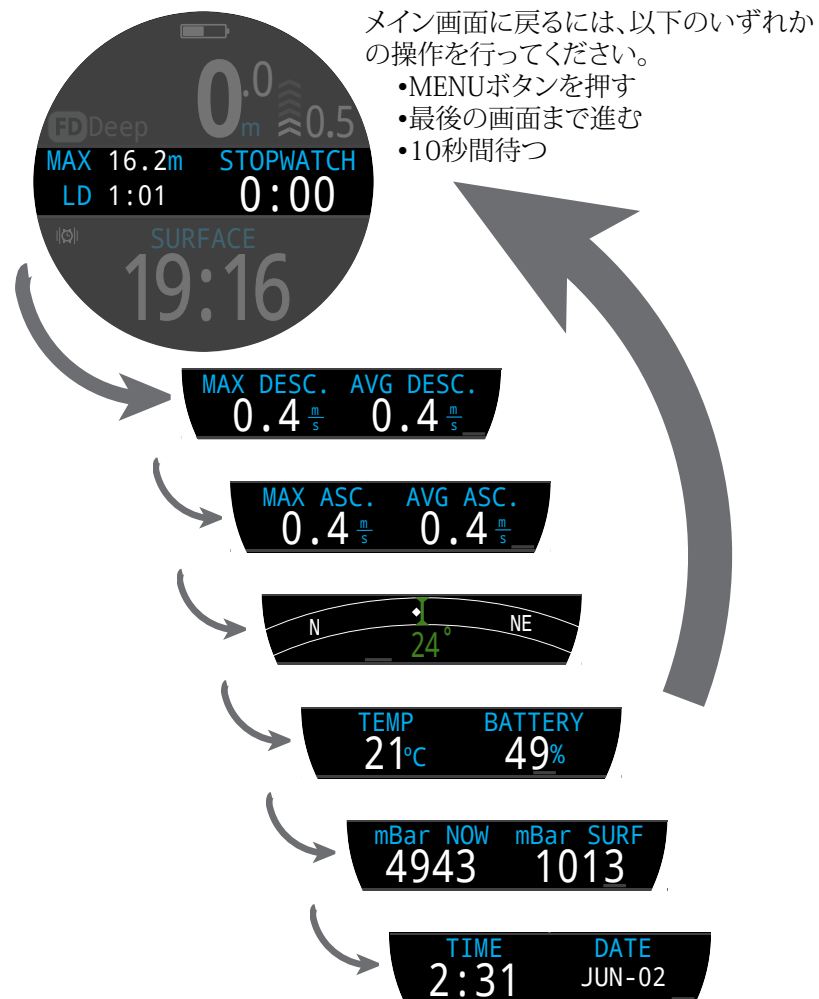 メイン画面に戻るには、以下のいずれか
の操作を行ってください。
•MENUボタンを押す
•最後の画面まで進む
•10秒間待つ
0.0
m
0.5
FD Deep
MAX 16.2m STOPWATCH
LD 1:01 0:00
SURFACE
19:16
MAX DESC. AVG DESC.
0.4 m/s 0.4 m/s
MAX ASC. AVG ASC.
0.4 m/s 0.4 m/s
N NE
24°
TEMP BATTERY
21°C 49%
mBar NOW mBar SURF
4943 1013
TIME DATE
2:31 JUN-02